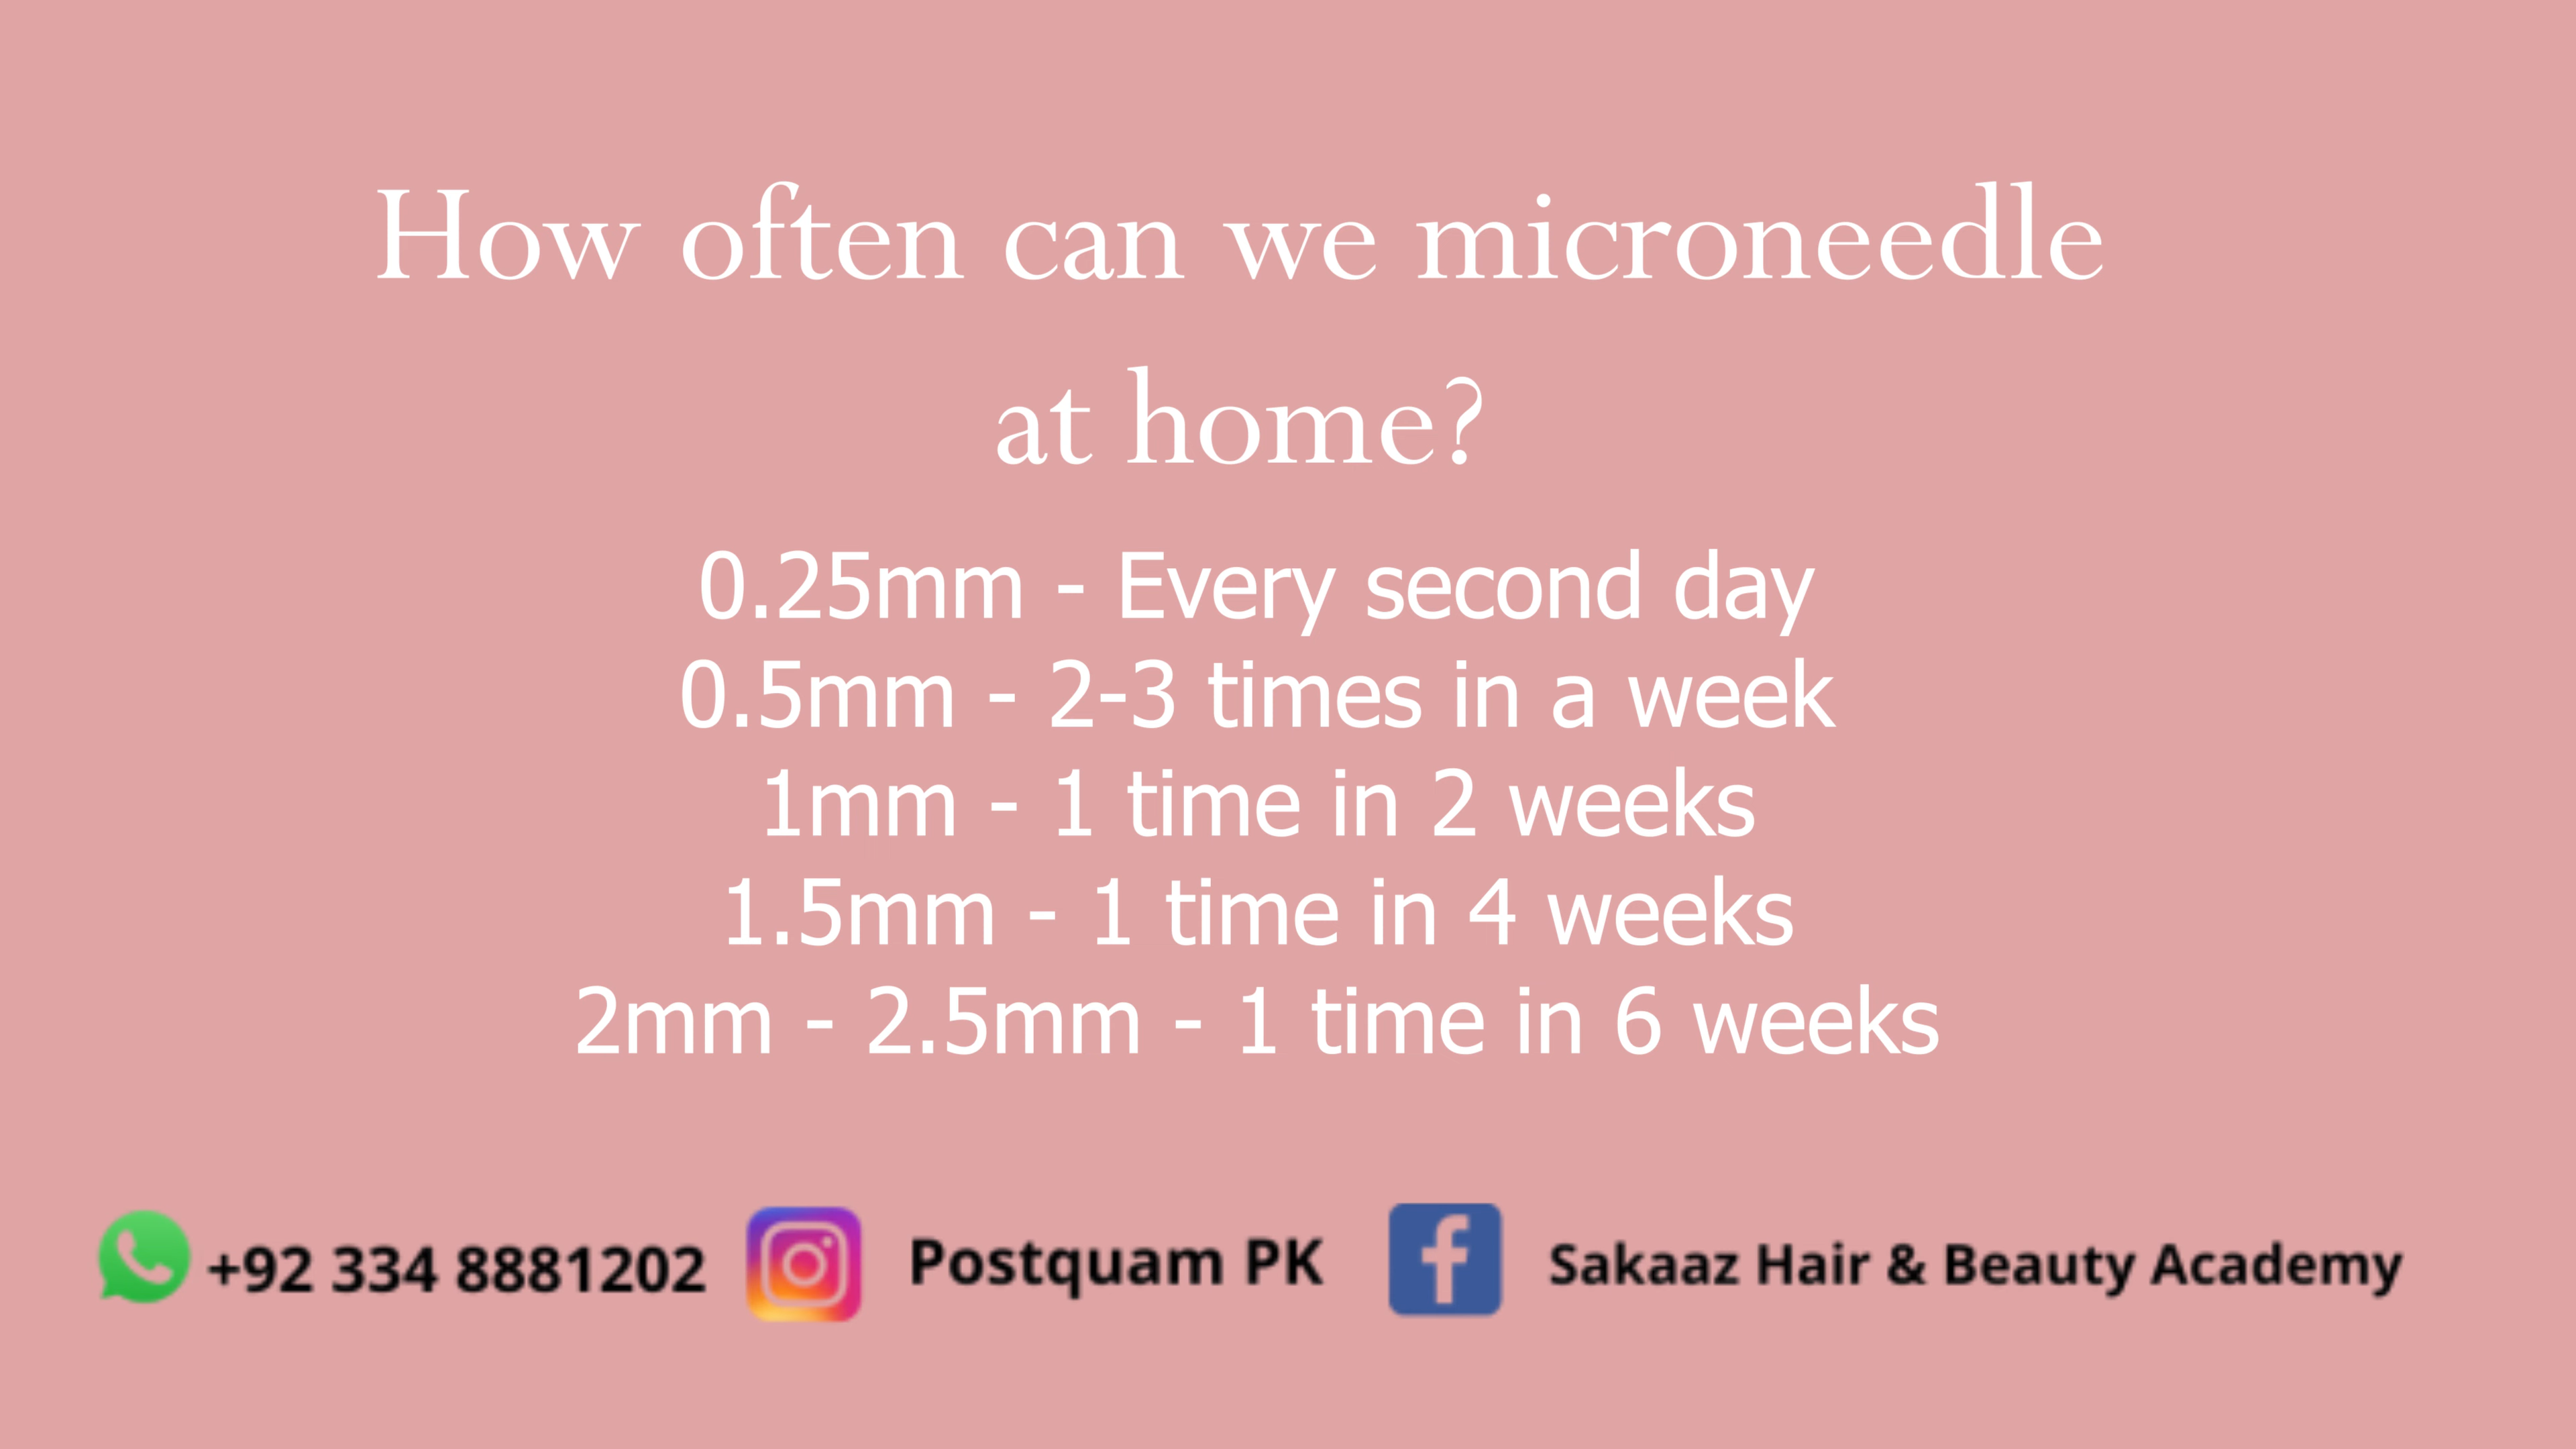 How often can we microneedle
at home?
0.25mm - Every second day
0.5mm - 2-3 times in a week
1mm - 1 time in 2 weeks
1.5mm - 1 time in 4 weeks
2mm - 2.5mm - 1 time in 6 weeks
+92 334 8881202 Postquam PK Sakaaz Hair & Beauty Academy